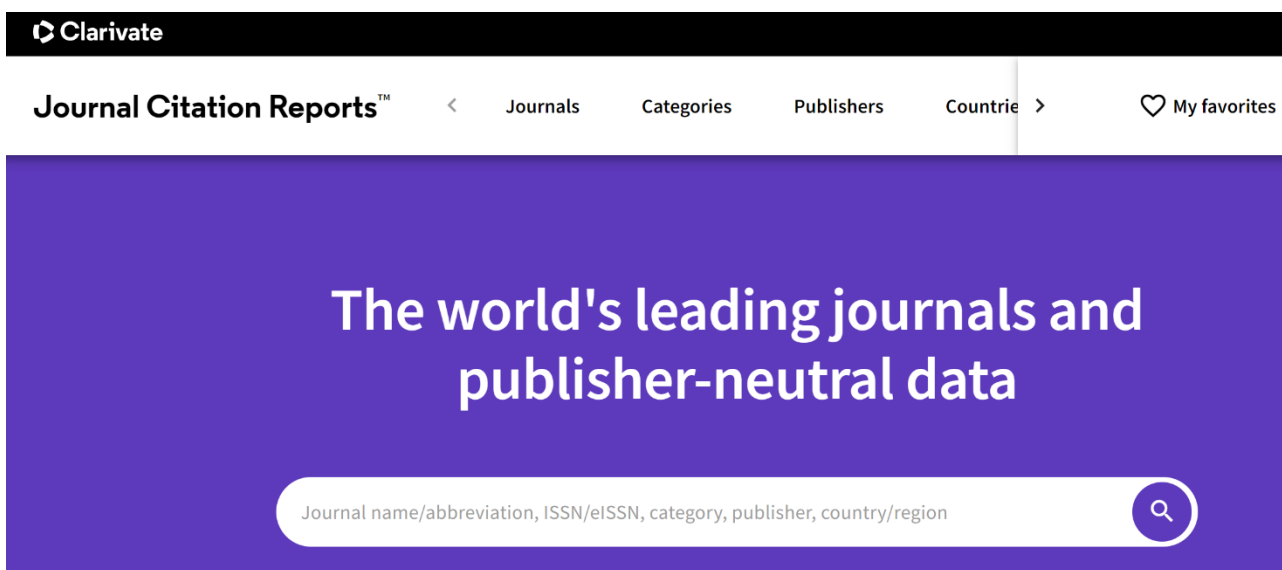 Clarivate
Journal Citation Reports™ < Journals Categories Publishers Countrie > My favorites
The world's leading journals and
publisher-neutral data
Journal name/abbreviation, ISSN/eISSN, category, publisher, country/region